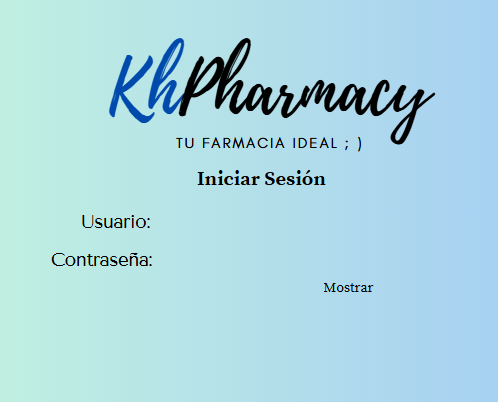 KhPharmacy
TU FARMACIA IDEAL ; )
Iniciar Sesión
Usuario:
Contraseña:
Mostrar